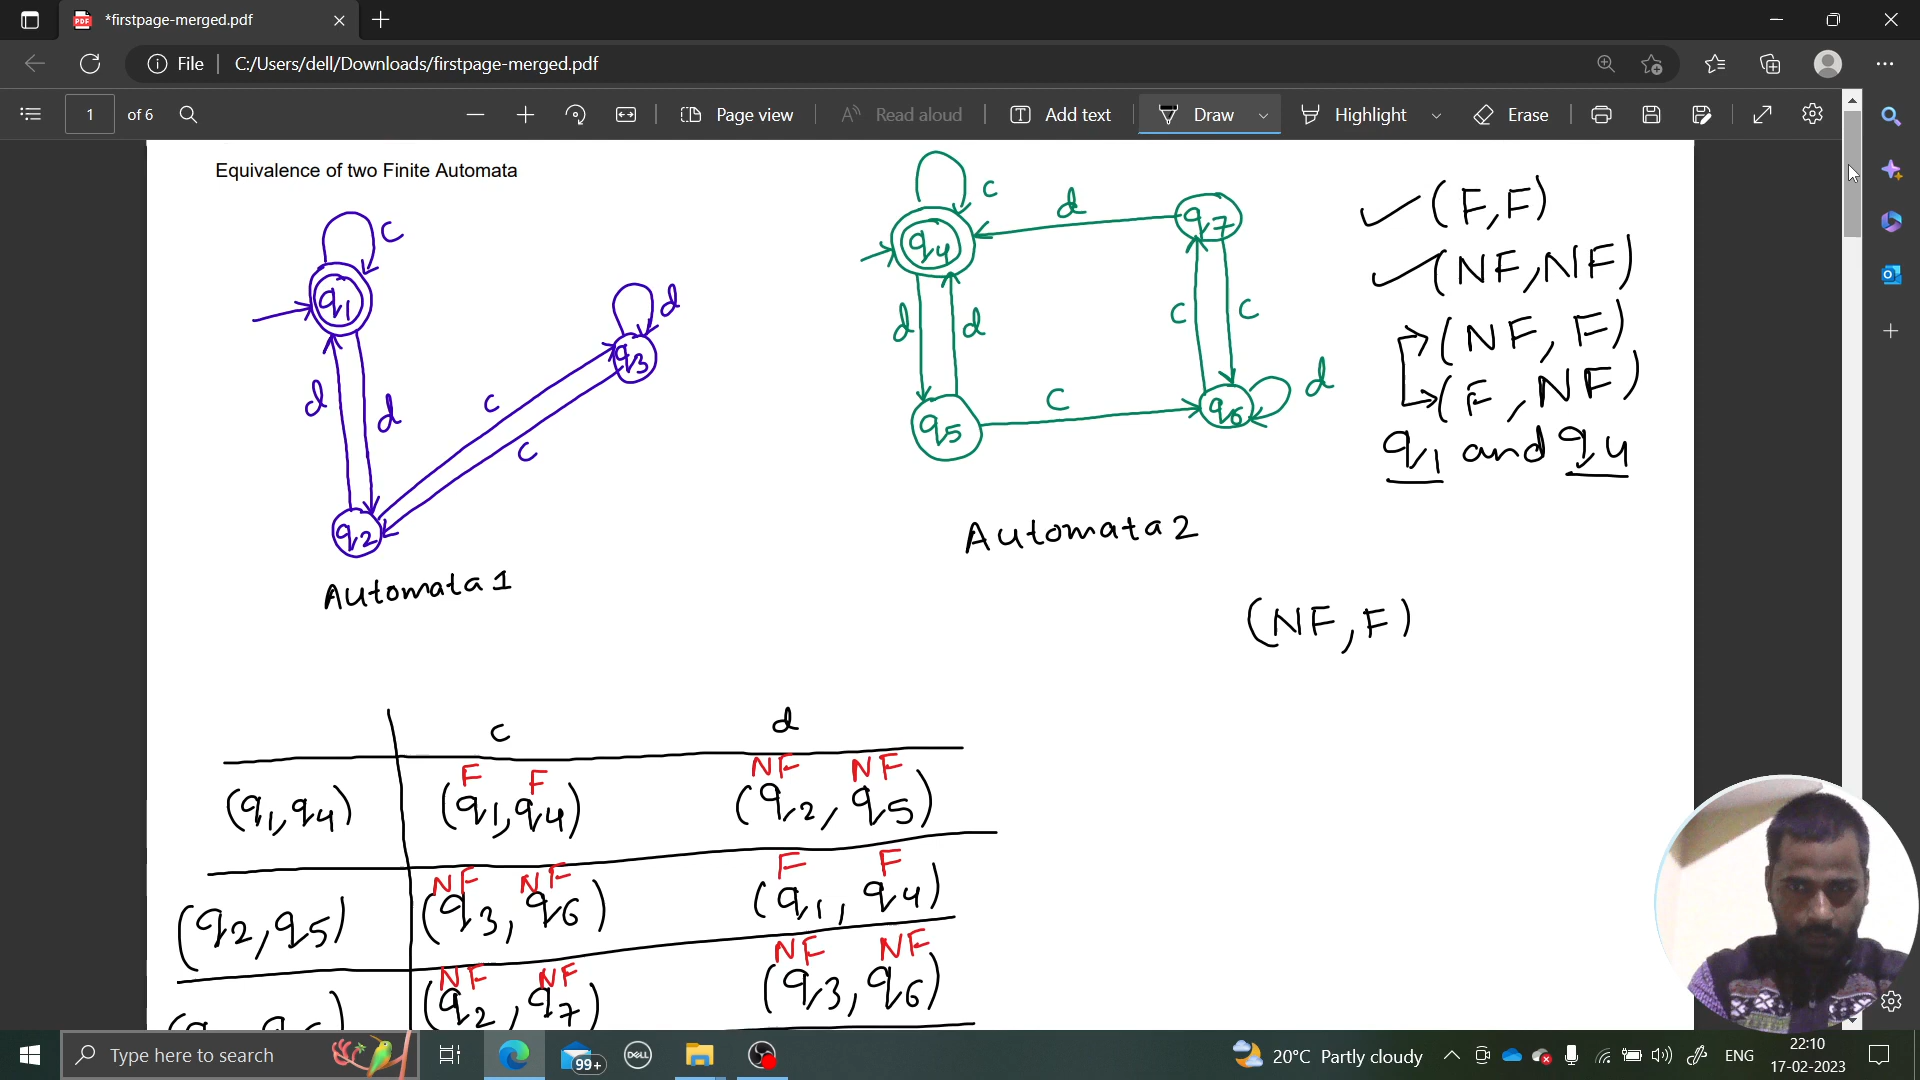 *firstpage-merged.pdf
File
C:/Users/dell/Downloads/firstpage-merged.pdf
1 of 6
Page view
Read aloud
Add text
Draw
Highlight
Erase
Equivalence of two Finite Automata
c
q1
d
d
c
c
d
q3
q2
Automata 1
c
q4
d
q7
d
d
c
c
d
q5
c
q6
Automata 2
(F,F)
(NF,NF)
(NF, F)
(F, NF)
q1 and q4
(NF,F)
c d
F F NF NF
(q1,q4) (q1,q4) (q2, q5)
NF NF F F
(q2,q5) (q3, q6) (q1, q4)
NF NF NF NF
(q2, q7) (q3, q6)
Type here to search
99+
DELL
20°C Partly cloudy
ENG
22:10
17-02-2023